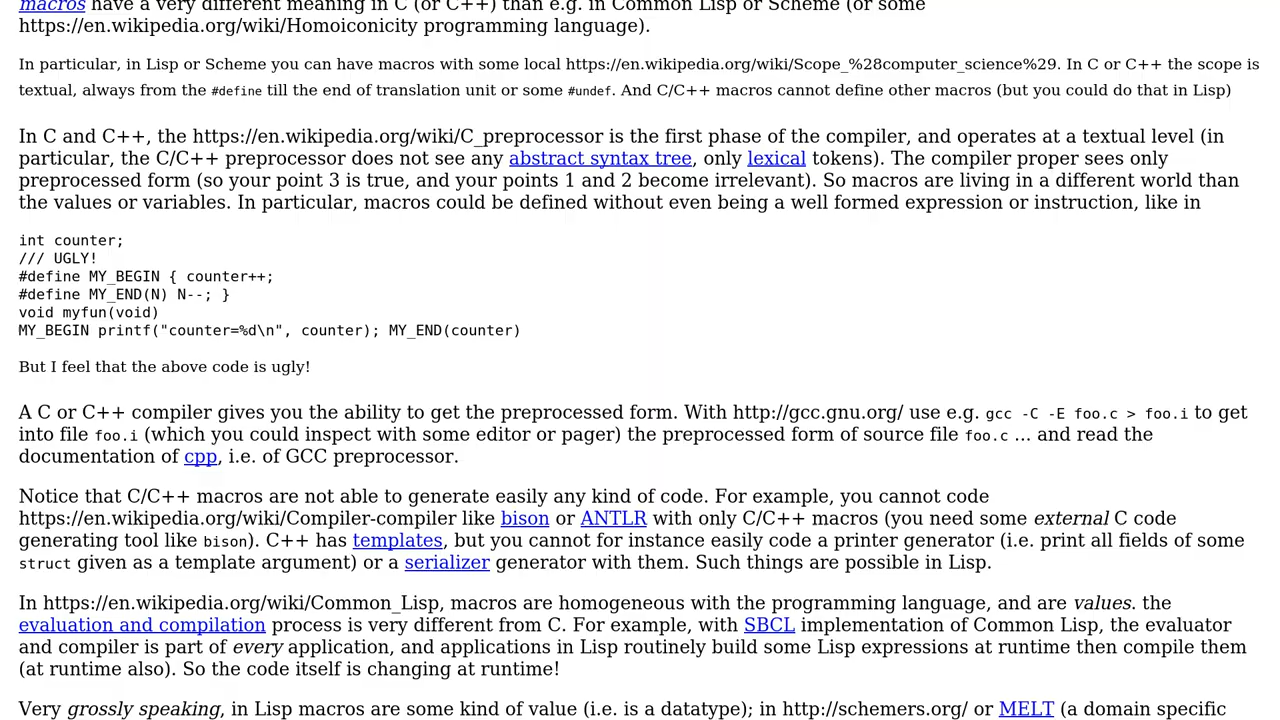 macros have a very different meaning in C (or C++) than e.g. in Common Lisp or Scheme (or some
https://en.wikipedia.org/wiki/Homoiconicity programming language).
In particular, in Lisp or Scheme you can have macros with some local https://en.wikipedia.org/wiki/Scope_%28computer_science%29. In C or C++ the scope is
textual, always from the #define till the end of translation unit or some #undef. And C/C++ macros cannot define other macros (but you could do that in Lisp)
In C and C++, the https://en.wikipedia.org/wiki/C_preprocessor is the first phase of the compiler, and operates at a textual level (in
particular, the C/C++ preprocessor does not see any abstract syntax tree, only lexical tokens). The compiler proper sees only
preprocessed form (so your point 3 is true, and your points 1 and 2 become irrelevant). So macros are living in a different world than
the values or variables. In particular, macros could be defined without even being a well formed expression or instruction, like in
int counter;
/// UGLY!
#define MY_BEGIN { counter++;
#define MY_END(N) N--; }
void myfun(void)
MY_BEGIN printf("counter=%d\n", counter); MY_END(counter)
But I feel that the above code is ugly!
A C or C++ compiler gives you the ability to get the preprocessed form. With http://gcc.gnu.org/ use e.g. gcc -C -E foo.c > foo.i to get
into file foo.i (which you could inspect with some editor or pager) the preprocessed form of source file foo.c ... and read the
documentation of cpp, i.e. of GCC preprocessor.
Notice that C/C++ macros are not able to generate easily any kind of code. For example, you cannot code
https://en.wikipedia.org/wiki/Compiler-compiler like bison or ANTLR with only C/C++ macros (you need some external C code
generating tool like bison). C++ has templates, but you cannot for instance easily code a printer generator (i.e. print all fields of some
struct given as a template argument) or a serializer generator with them. Such things are possible in Lisp.
In https://en.wikipedia.org/wiki/Common_Lisp, macros are homogeneous with the programming language, and are values. the
evaluation and compilation process is very different from C. For example, with SBCL implementation of Common Lisp, the evaluator
and compiler is part of every application, and applications in Lisp routinely build some Lisp expressions at runtime then compile them
(at runtime also). So the code itself is changing at runtime!
Very grossly speaking, in Lisp macros are some kind of value (i.e. is a datatype); in http://schemers.org/ or MELT (a domain specific